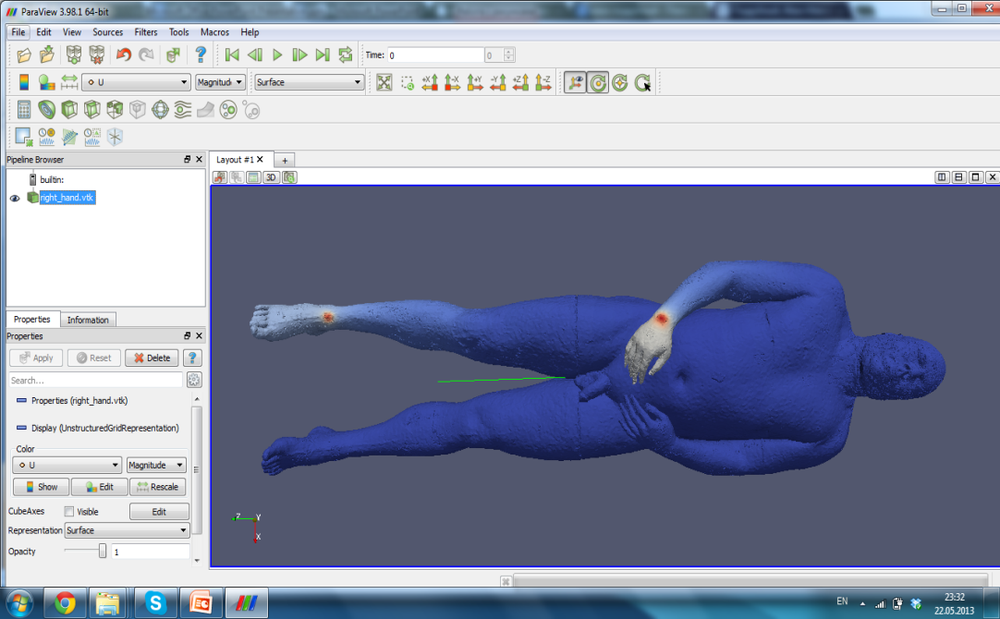 ParaView 3.98.1 64-bit
File Edit View Sources Filters Tools Macros Help
Time: 0 0
U Magnitud Surface
+X -X +Y -Y +Z -Z
Pipeline Browser
Layout #1
3D
builtin:
right_hand.vtk
Properties Information
Properties
Apply Reset Delete ?
Search...
Properties (right_hand.vtk)
Display (UnstructuredGridRepresentation)
Color
U Magnitude
Show Edit Rescale
CubeAxes Visible Edit
Representation Surface
Opacity 1
Z Y
X
EN
23:32
22.05.2013